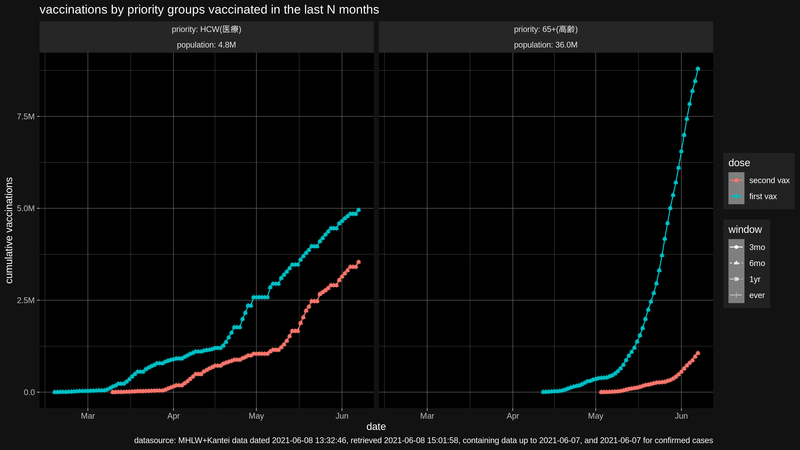 vaccinations by priority groups vaccinated in the last N months
priority: HCW(医療)
population: 4.8M
priority: 65+(高齢)
population: 36.0M
cumulative vaccinations
7.5M
5.0M
2.5M
0.0
Mar Apr May Jun
Mar Apr May Jun
date
dose
second vax
first vax
window
3mo
6mo
1yr
ever
datasource: MHLW+Kantei data dated 2021-06-08 13:32:46, retrieved 2021-06-08 15:01:58, containing data up to 2021-06-07, and 2021-06-07 for confirmed cases